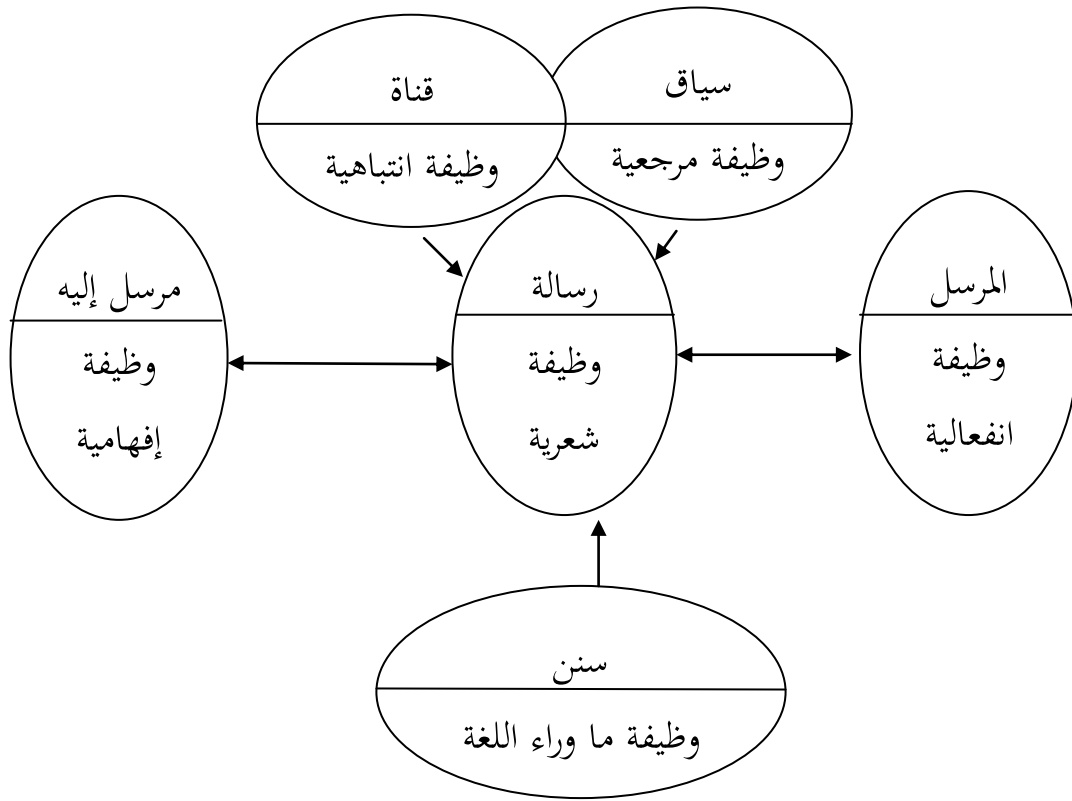 سياق
وظيفة مرجعية
قناة
وظيفة انتباهية
المرسل
وظيفة
انفعالية
رسالة
وظيفة
شعرية
مرسل إليه
وظيفة
إفهامية
سنن
وظيفة ما وراء اللغة